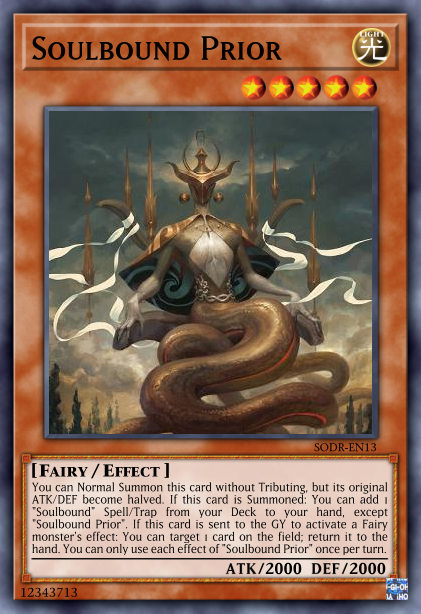 SOULBOUND PRIOR
LIGHT
光
SODR-EN13
[FAIRY / EFFECT]
You can Normal Summon this card without Tributing, but its original
ATK/DEF become halved. If this card is Summoned: You can add 1
"Soulbound" Spell/Trap from your Deck to your hand, except
"Soulbound Prior". If this card is sent to the GY to activate a Fairy
monster's effect: You can target 1 card on the field; return it to the
hand. You can only use each effect of "Soulbound Prior" once per turn.
ATK/2000 DEF/2000
12343713